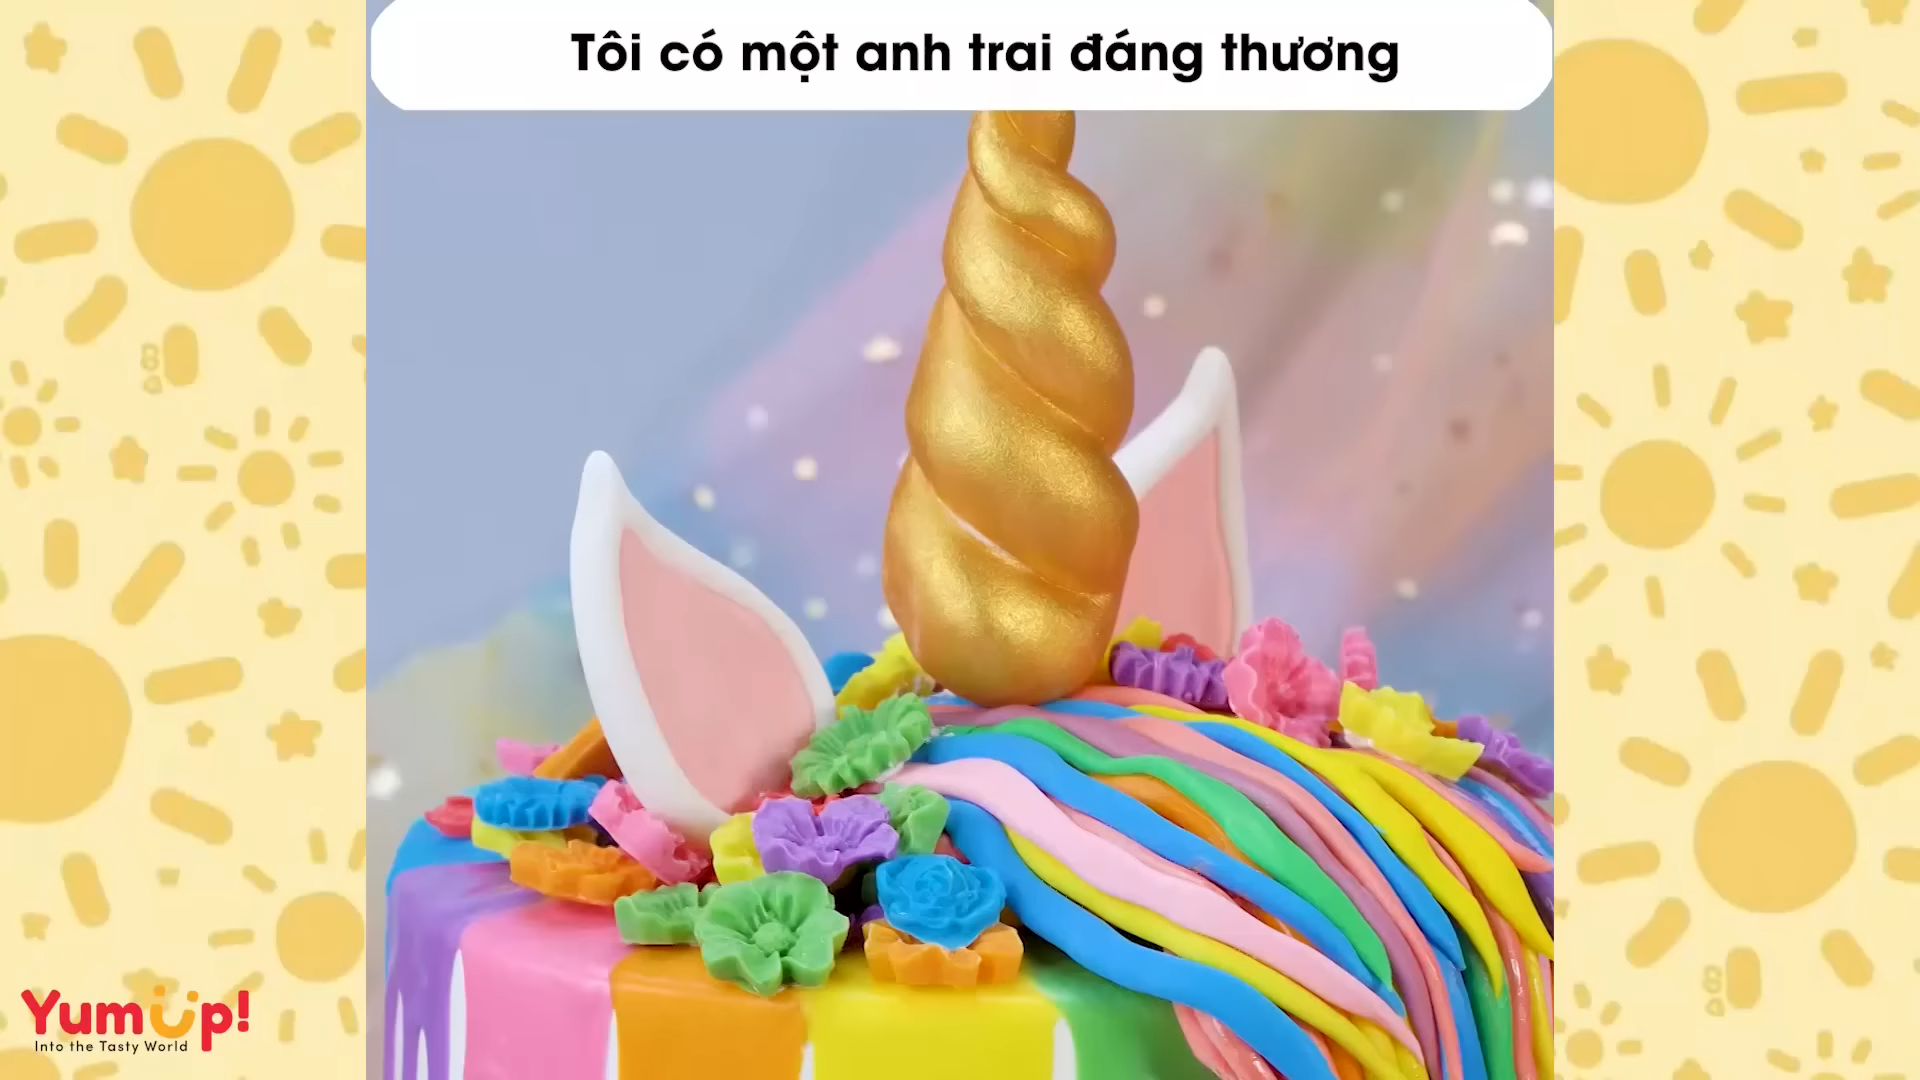 Tôi có một anh trai đáng thương
YumUp!
Into the Tasty World